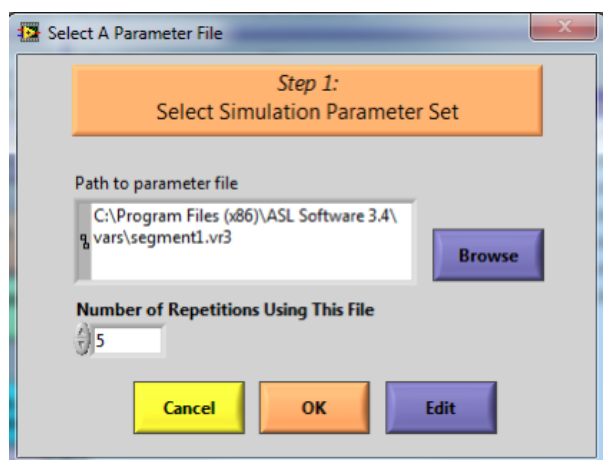 Select A Parameter File
Step 1:
Select Simulation Parameter Set
Path to parameter file
C:\Program Files (x86)\ASL Software 3.4\
vars\segment1.vr3
Browse
Number of Repetitions Using This File
5
Cancel OK Edit